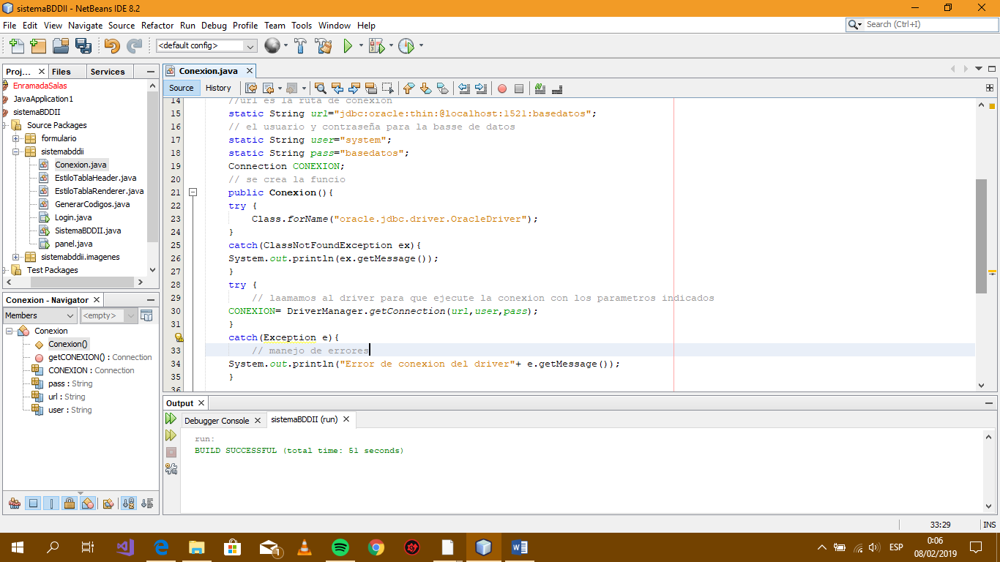 sistemaBDDII - NetBeans IDE 8.2
File Edit View Navigate Source Refactor Run Debug Profile Team Tools Window Help
Search (Ctrl+I)
<default config>
Proj... Files Services
EnramadaSalas
JavaApplication1
sistemaBDDII
Source Packages
formulario
sistemabddii
Conexion.java
EstiloTablaHeader.java
EstiloTablaRenderer.java
GenerarCodigos.java
Login.java
SistemaBDDII.java
panel.java
sistemabddii.imagenes
Test Packages
Conexion - Navigator
Members <empty>
Conexion
Conexion()
getCONEXION() : Connection
CONEXION : Connection
pass : String
url : String
user : String
Conexion.java
Source History
14 //url es la ruta de conexion
15 static String url="jdbc:oracle:thin:@localhost:1521:basedatos";
16 // el usuario y contraseña para la basse de datos
17 static String user="system";
18 static String pass="basedatos";
19 Connection CONEXION;
20 // se crea la funcio
21 public Conexion(){
22 try {
23 Class.forName("oracle.jdbc.driver.OracleDriver");
24 }
25 catch(ClassNotFoundException ex){
26 System.out.println(ex.getMessage());
27 }
28 try {
29 // laamamos al driver para que ejecute la conexion con los parametros indicados
30 CONEXION= DriverManager.getConnection(url,user,pass);
31 }
catch(Exception e){
33 // manejo de errores
34 System.out.println("Error de conexion del driver"+ e.getMessage());
35 }
36
Output
Debugger Console sistemaBDDII (run)
run:
BUILD SUCCESSFUL (total time: 51 seconds)
33:29 INS
1
ESP
0:06
08/02/2019